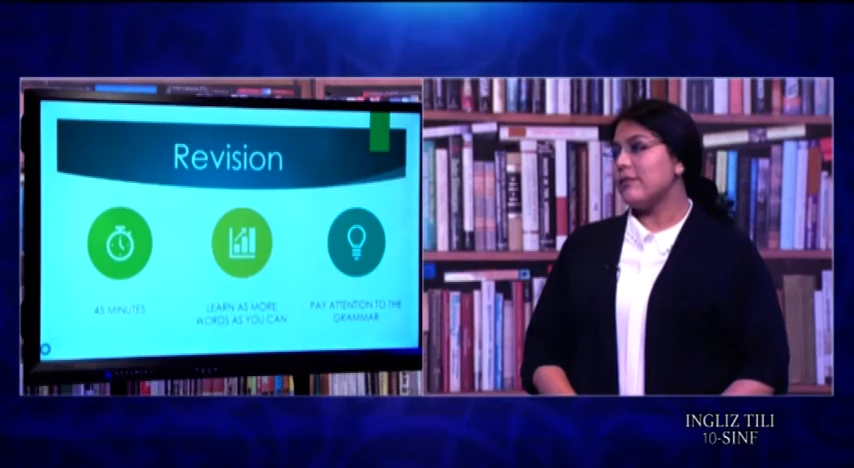 Revision
45 MINUTES
LEARN AS MORE
WORDS AS YOU CAN
PAY ATTENTION TO THE
GRAMMAR
INGLIZ TILI
10-SINF